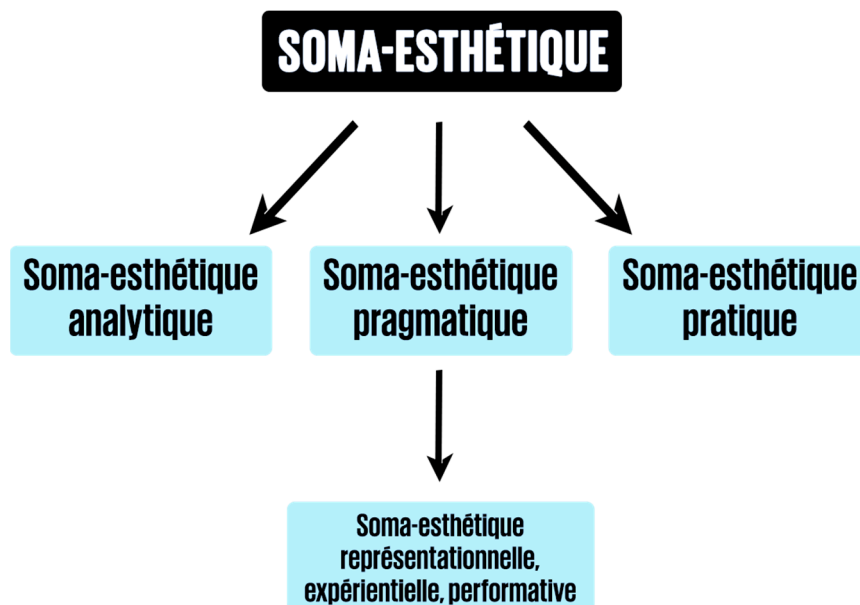 SOMA-ESTHÉTIQUE
Soma-esthétique
analytique
Soma-esthétique
pragmatique
Soma-esthétique
pratique
Soma-esthétique
représentationnelle,
expérientielle, performative